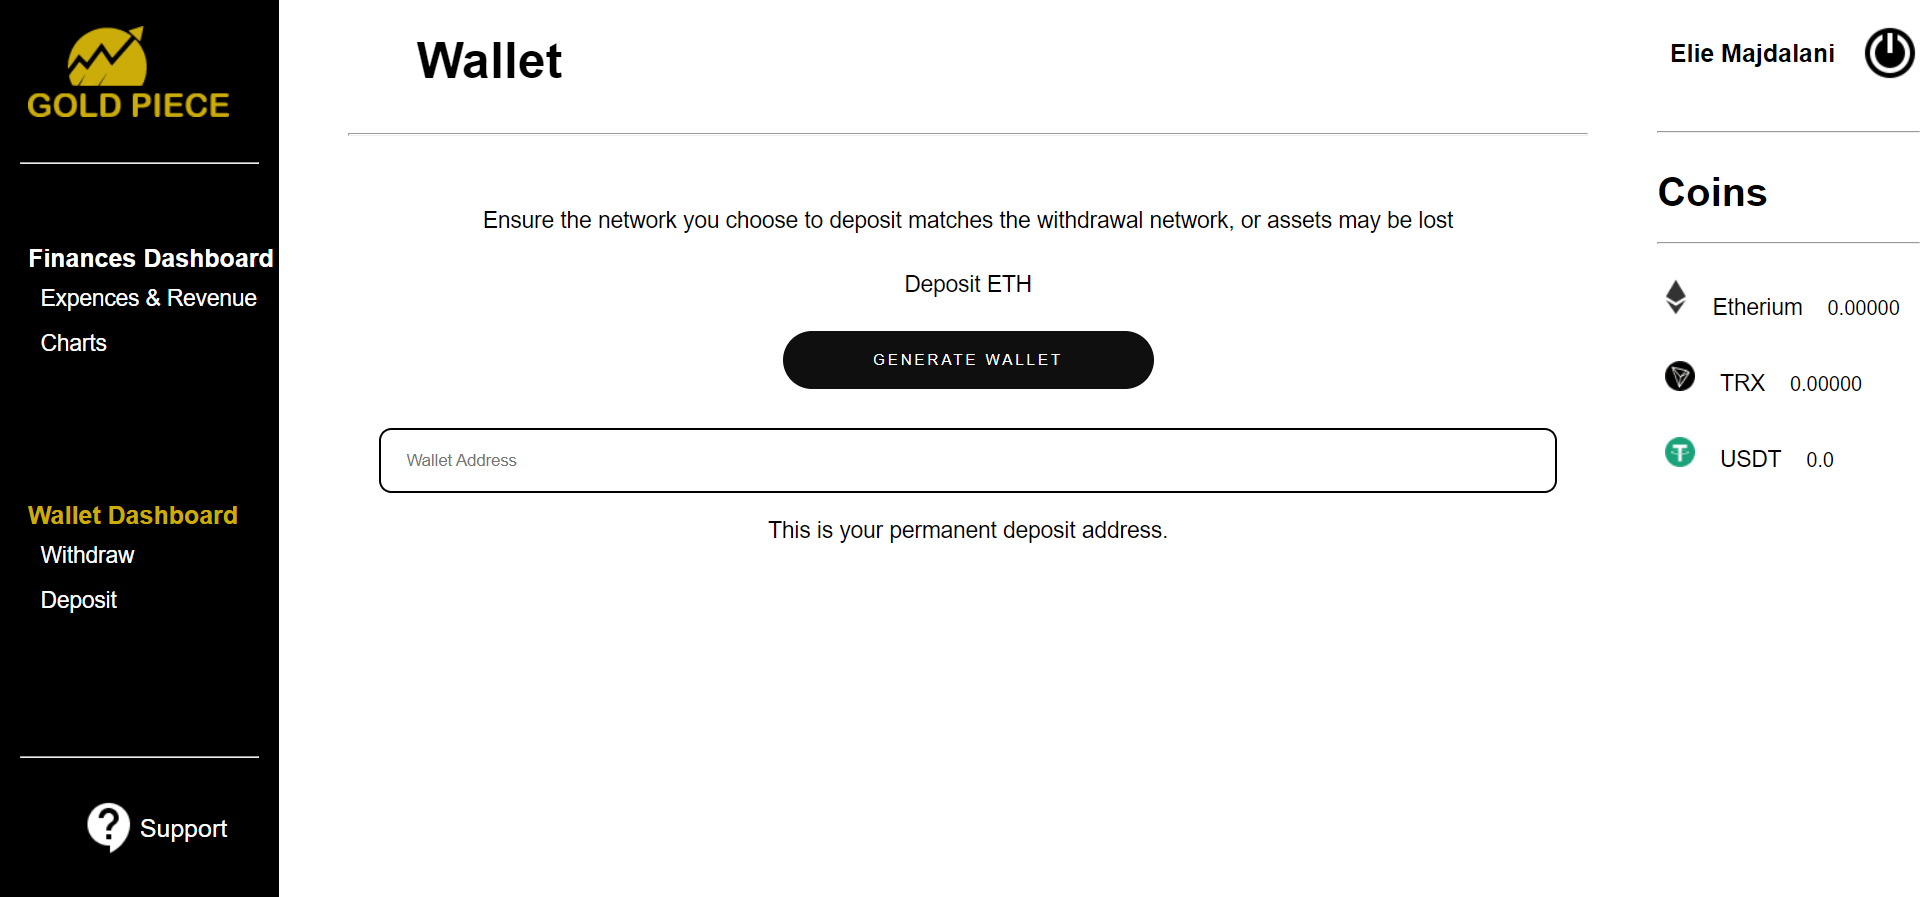 GOLD PIECE
Finances Dashboard
Expences & Revenue
Charts
Wallet Dashboard
Withdraw
Deposit
Support
Wallet
Ensure the network you choose to deposit matches the withdrawal network, or assets may be lost
Deposit ETH
GENERATE WALLET
Wallet Address
This is your permanent deposit address.
Elie Majdalani
Coins
Etherium 0.00000
TRX 0.00000
USDT 0.0